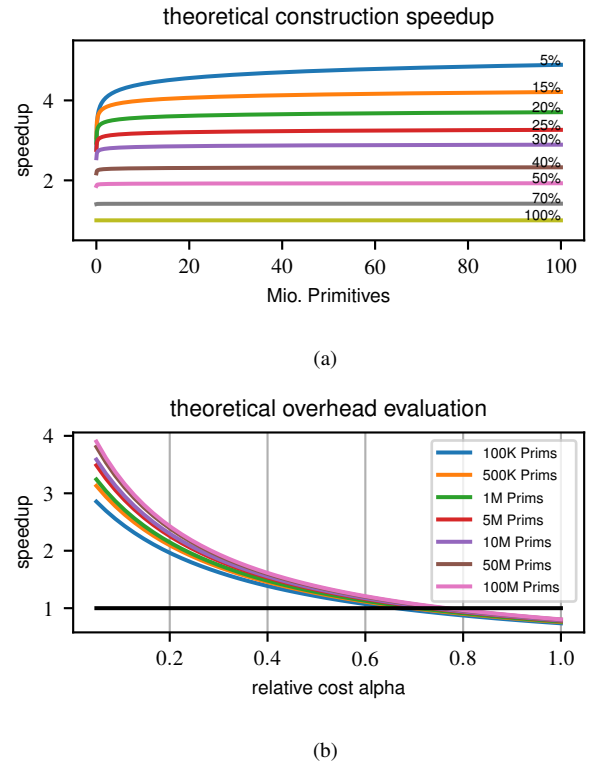 theoretical construction speedup
speedup
4
2
5%
15%
20%
25%
30%
40%
50%
70%
100%
0 20 40 60 80 100
Mio. Primitives
(a)
theoretical overhead evaluation
speedup
4
3
2
1
100K Prims
500K Prims
1M Prims
5M Prims
10M Prims
50M Prims
100M Prims
0.2 0.4 0.6 0.8 1.0
relative cost alpha
(b)